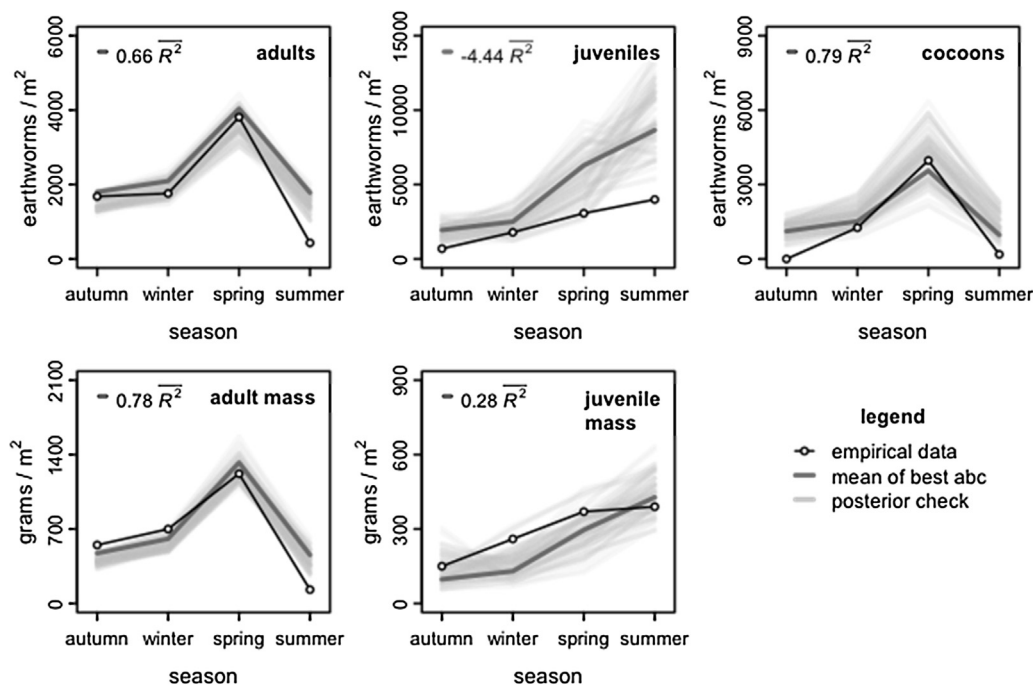 0.66 R² adults
6000
4000
2000
0
earthworms / m²
autumn winter spring summer
season
-4.44 R² juveniles
15000
10000
5000
0
earthworms / m²
autumn winter spring summer
season
0.79 R² cocoons
9000
6000
3000
0
earthworms / m²
autumn winter spring summer
season
0.78 R² adult mass
2100
1400
700
0
grams / m²
autumn winter spring summer
season
0.28 R² juvenile
mass
900
600
300
0
grams / m²
autumn winter spring summer
season
legend
empirical data
mean of best abc
posterior check